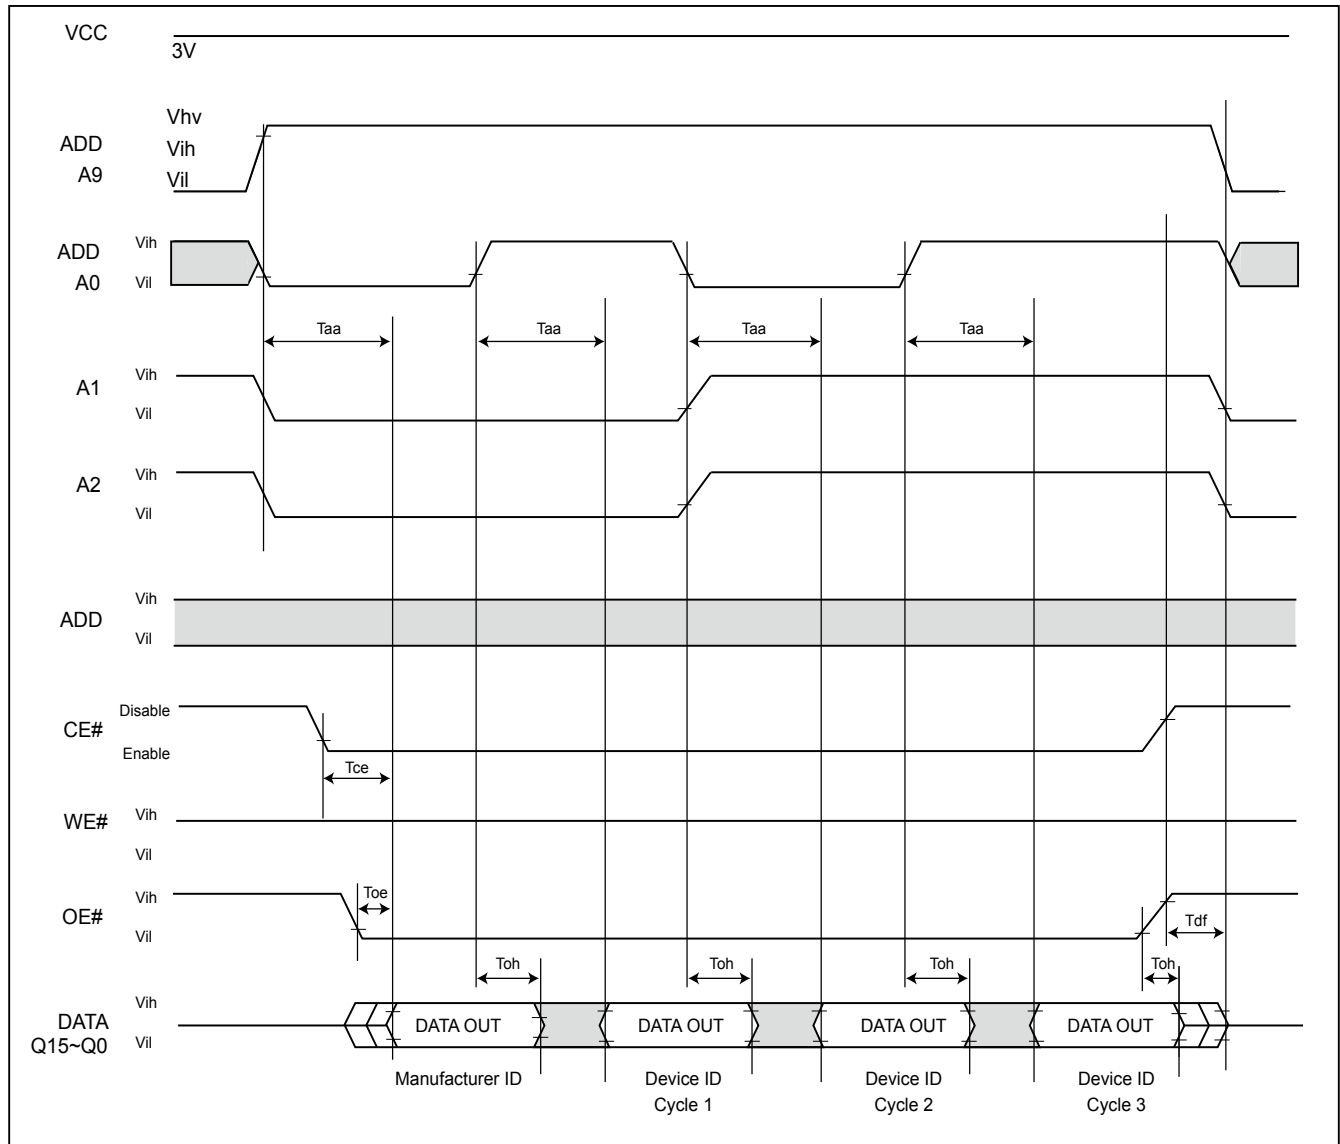 VCC
3V
Vhv
ADD
Vih
A9
Vil
ADD
Vih
A0
Vil
Taa
Taa
Taa
Taa
A1
Vih
Vil
A2
Vih
Vil
ADD
Vih
Vil
CE#
Disable
Enable
Tce
WE#
Vih
Vil
OE#
Vih
Vil
Toe
Tdf
Toh
Toh
Toh
Toh
DATA
Q15~Q0
Vih
Vil
DATA OUT
DATA OUT
DATA OUT
DATA OUT
Manufacturer ID
Device ID
Cycle 1
Device ID
Cycle 2
Device ID
Cycle 3